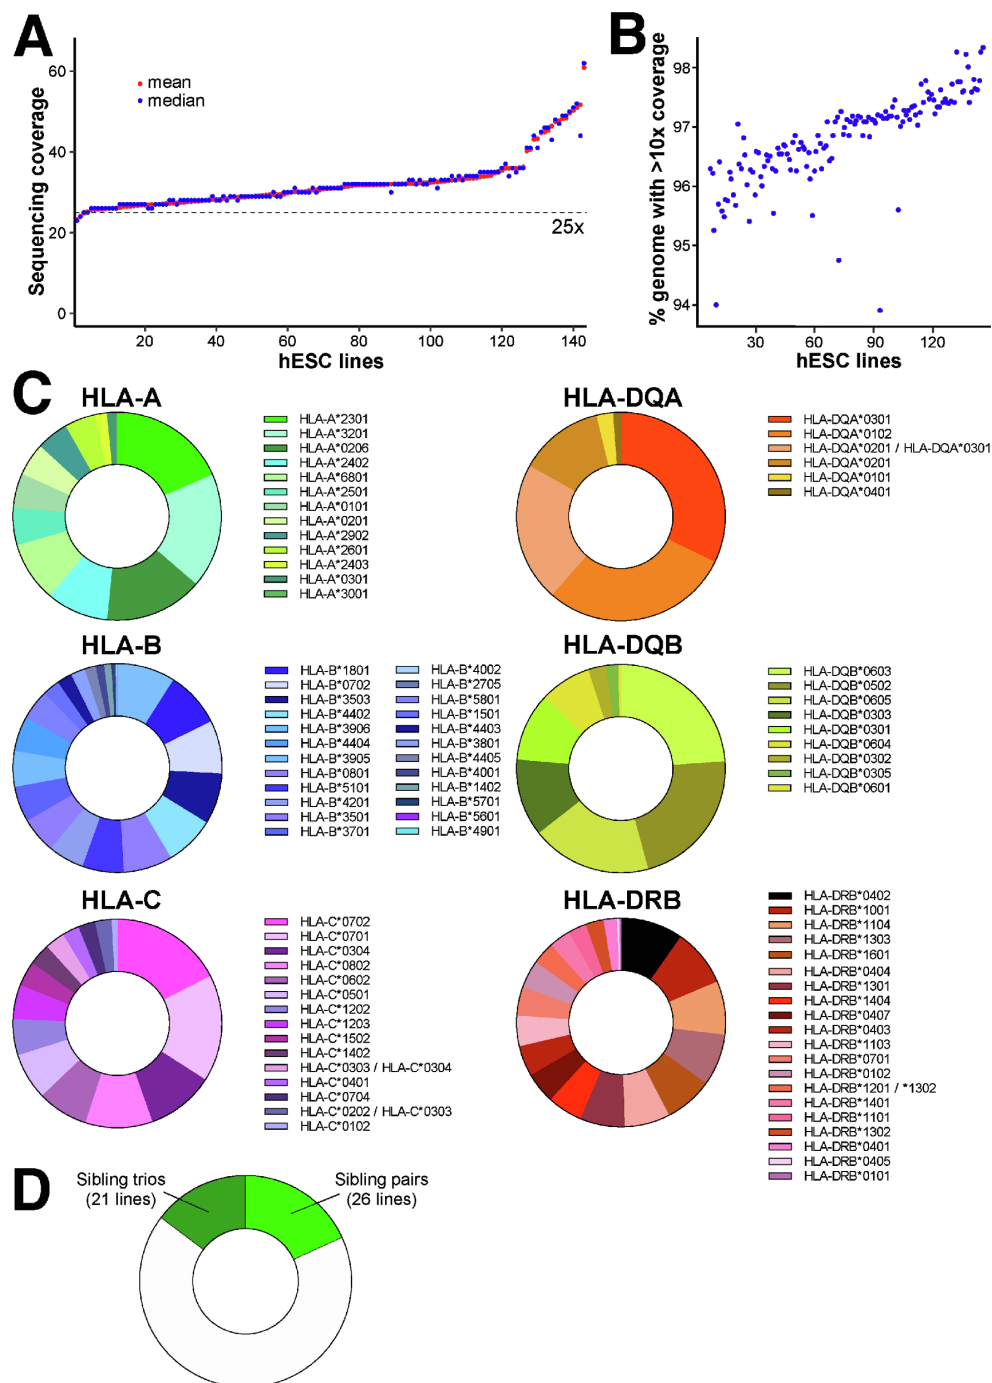 A
Sequencing coverage
60
40
20
0
mean
median
25x
20
40
60
80
100
120
140
hESC lines
B
% genome with >10x coverage
98
97
96
95
94
30
60
90
120
hESC lines
C
HLA-A
HLA-A*2301
HLA-A*3201
HLA-A*0206
HLA-A*2402
HLA-A*6801
HLA-A*2501
HLA-A*0101
HLA-A*0201
HLA-A*2902
HLA-A*2601
HLA-A*2403
HLA-A*0301
HLA-A*3001
HLA-DQA
HLA-DQA*0301
HLA-DQA*0102
HLA-DQA*0201 / HLA-DQA*0301
HLA-DQA*0201
HLA-DQA*0101
HLA-DQA*0401
HLA-B
HLA-B*1801
HLA-B*0702
HLA-B*3503
HLA-B*4402
HLA-B*3906
HLA-B*4404
HLA-B*3905
HLA-B*0801
HLA-B*5101
HLA-B*4201
HLA-B*3501
HLA-B*3701
HLA-B*4002
HLA-B*2705
HLA-B*5801
HLA-B*1501
HLA-B*4403
HLA-B*3801
HLA-B*4405
HLA-B*4001
HLA-B*1402
HLA-B*5701
HLA-B*5601
HLA-B*4901
HLA-DQB
HLA-DQB*0603
HLA-DQB*0502
HLA-DQB*0605
HLA-DQB*0303
HLA-DQB*0301
HLA-DQB*0604
HLA-DQB*0302
HLA-DQB*0305
HLA-DQB*0601
HLA-C
HLA-C*0702
HLA-C*0701
HLA-C*0304
HLA-C*0802
HLA-C*0602
HLA-C*0501
HLA-C*1202
HLA-C*1203
HLA-C*1502
HLA-C*1402
HLA-C*0303 / HLA-C*0304
HLA-C*0401
HLA-C*0704
HLA-C*0202 / HLA-C*0303
HLA-C*0102
HLA-DRB
HLA-DRB*0402
HLA-DRB*1001
HLA-DRB*1104
HLA-DRB*1303
HLA-DRB*1601
HLA-DRB*0404
HLA-DRB*1301
HLA-DRB*1404
HLA-DRB*0407
HLA-DRB*0403
HLA-DRB*1103
HLA-DRB*0701
HLA-DRB*0102
HLA-DRB*1201 / *1302
HLA-DRB*1401
HLA-DRB*1101
HLA-DRB*1302
HLA-DRB*0401
HLA-DRB*0405
HLA-DRB*0101
D
Sibling trios
(21 lines)
Sibling pairs
(26 lines)